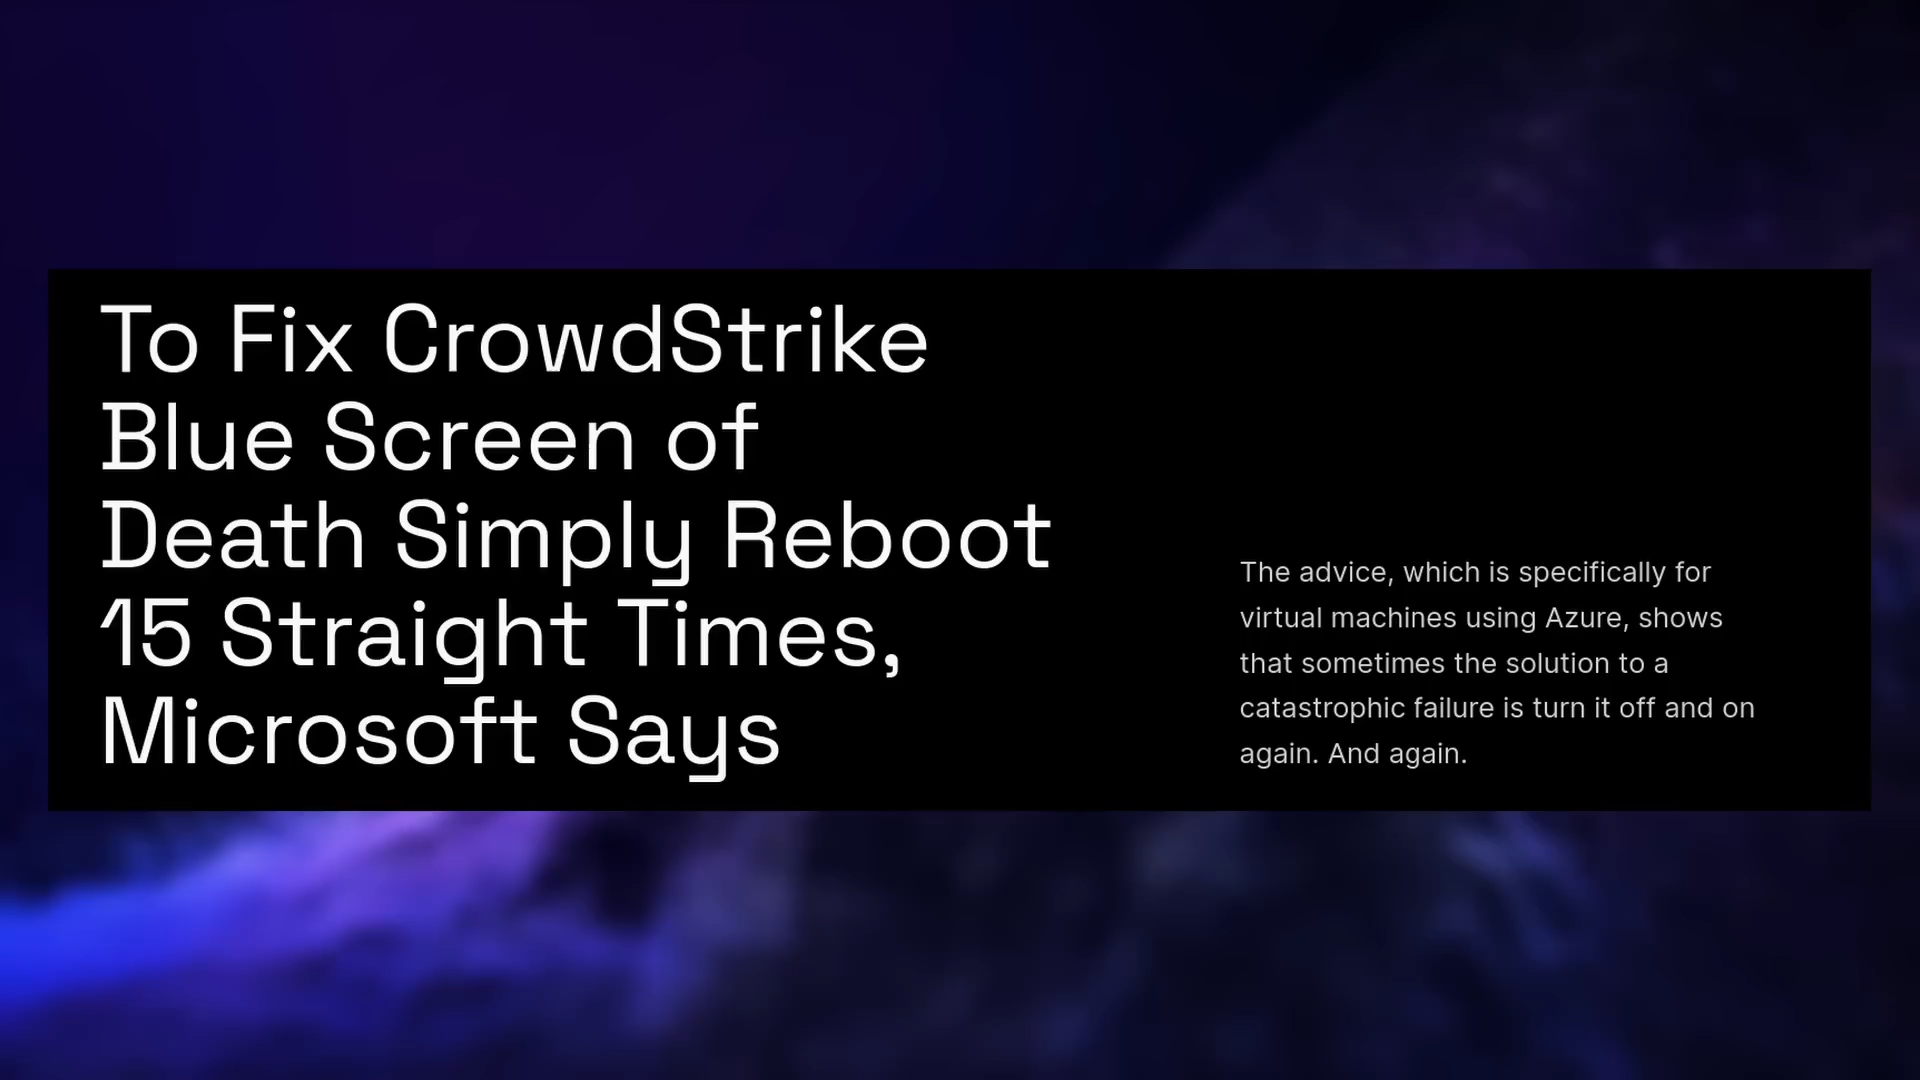 To Fix CrowdStrike
Blue Screen of
Death Simply Reboot
15 Straight Times,
Microsoft Says
The advice, which is specifically for
virtual machines using Azure, shows
that sometimes the solution to a
catastrophic failure is turn it off and on
again. And again.